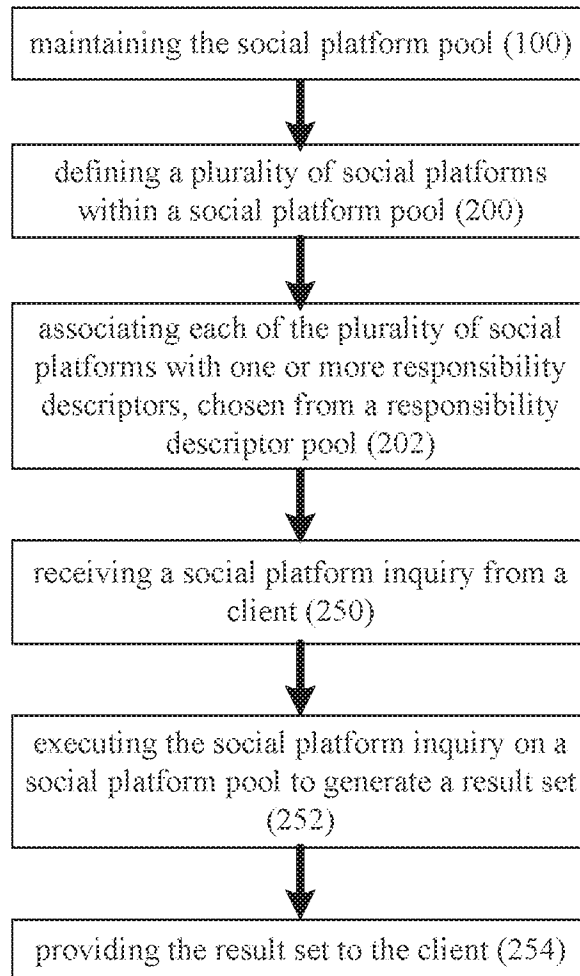 maintaining the social platform pool (100)
defining a plurality of social platforms
within a social platform pool (200)
associating each of the plurality of social
platforms with one or more responsibility
descriptors, chosen from a responsibility
descriptor pool (202)
receiving a social platform inquiry from a
client (250)
executing the social platform inquiry on a
social platform pool to generate a result set
(252)
providing the result set to the client (254)